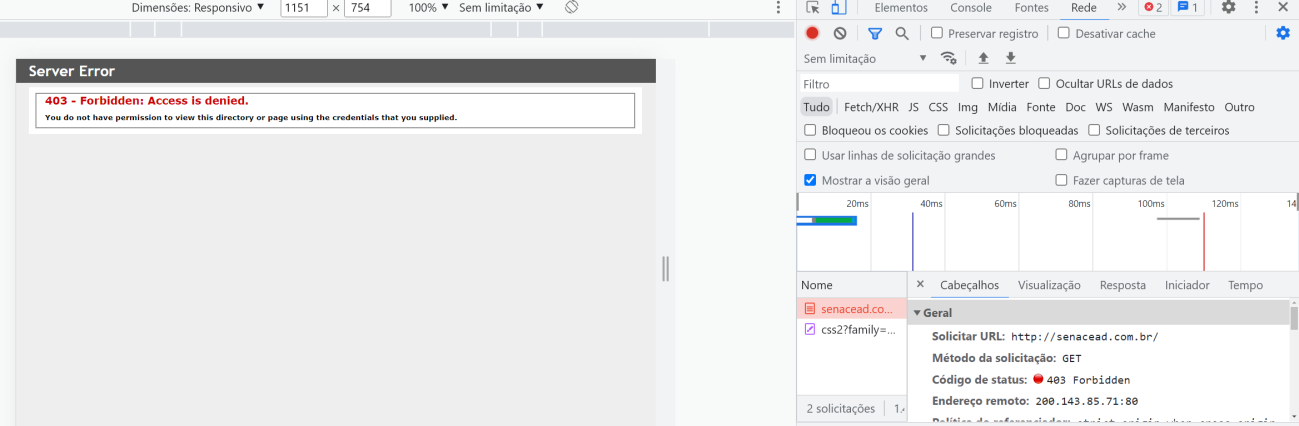 Dimensões: Responsivo ▼ 1151 × 754 100% ▼ Sem limitação ▼
Server Error
403 - Forbidden: Access is denied.
You do not have permission to view this directory or page using the credentials that you supplied.
Elementos Console Fontes Rede » 2 1
Preservar registro Desativar cache
Sem limitação ▼
Filtro Inverter Ocultar URLs de dados
Tudo Fetch/XHR JS CSS Img Mídia Fonte Doc WS Wasm Manifesto Outro
Bloqueou os cookies Solicitações bloqueadas Solicitações de terceiros
Usar linhas de solicitação grandes Agrupar por frame
Mostrar a visão geral Fazer capturas de tela
20ms 40ms 60ms 80ms 100ms 120ms 14
Nome × Cabeçalhos Visualização Resposta Iniciador Tempo
senacead.co...
css2?family=...
▼ Geral
Solicitar URL: http://senacead.com.br/
Método da solicitação: GET
Código de status: 403 Forbidden
Endereço remoto: 200.143.85.71:80
2 solicitações